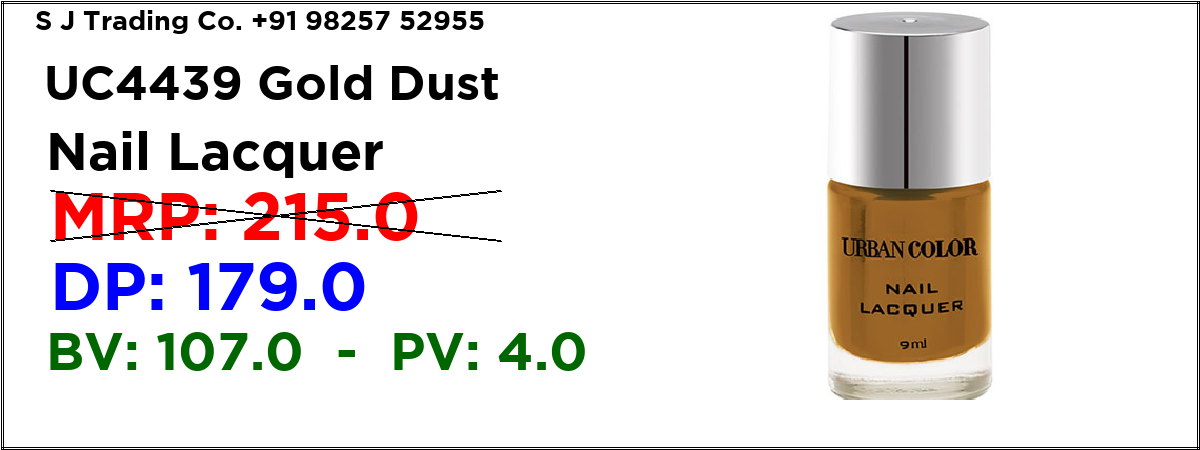 S J Trading Co. +91 98257 52955
UC4439 Gold Dust
Nail Lacquer
MRP: 215.0
DP: 179.0
BV: 107.0 - PV: 4.0
URBAN COLOR
NAIL
LACQUER
9ml